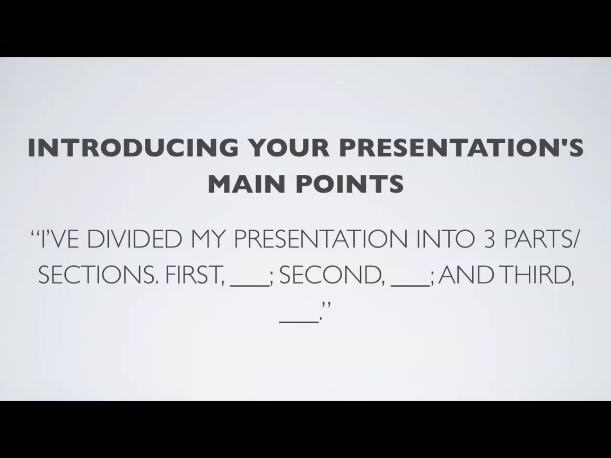 INTRODUCING YOUR PRESENTATION'S
MAIN POINTS
“I’VE DIVIDED MY PRESENTATION INTO 3 PARTS/
SECTIONS. FIRST, ___; SECOND, ___; AND THIRD,
___.”